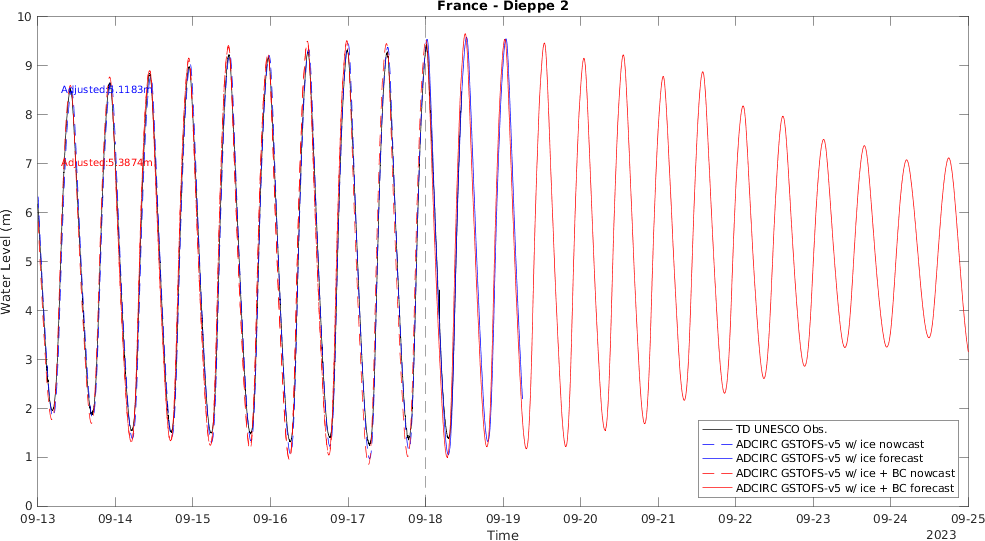 France - Dieppe 2
10
9
8
7
6
5
4
3
2
1
0
Water Level (m)
Adjusted:5.1183m
Adjusted:5.3874m
TD UNESCO Obs.
ADCIRC GSTOFS-v5 w/ ice nowcast
ADCIRC GSTOFS-v5 w/ ice forecast
ADCIRC GSTOFS-v5 w/ ice + BC nowcast
ADCIRC GSTOFS-v5 w/ ice + BC forecast
09-13 09-14 09-15 09-16 09-17 09-18 09-19 09-20 09-21 09-22 09-23 09-24 09-25
Time
2023